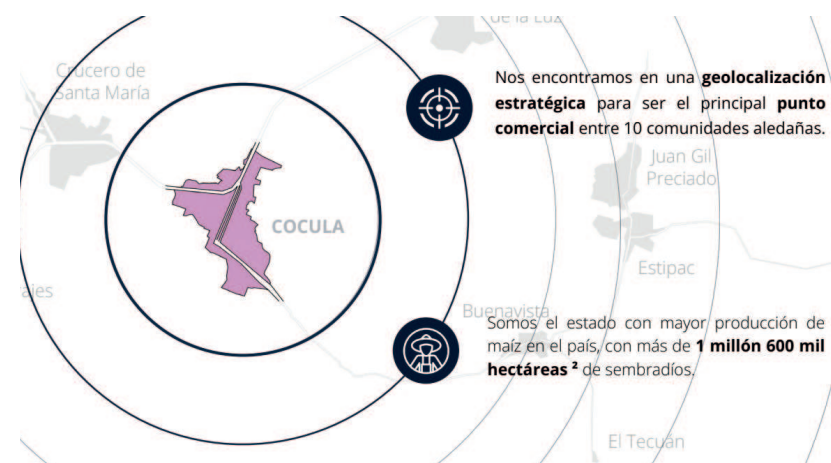 de la Luz
Crucero de
Santa María
Nos encontramos en una geolocalización
estratégica para ser el principal punto
comercial entre 10 comunidades aledañas.
Juan Gil
Preciado
COCULA
Estipac
Buenavista
Somos el estado con mayor producción de
maíz en el país, con más de 1 millón 600 mil
hectáreas ² de sembradíos.
El Tecuán